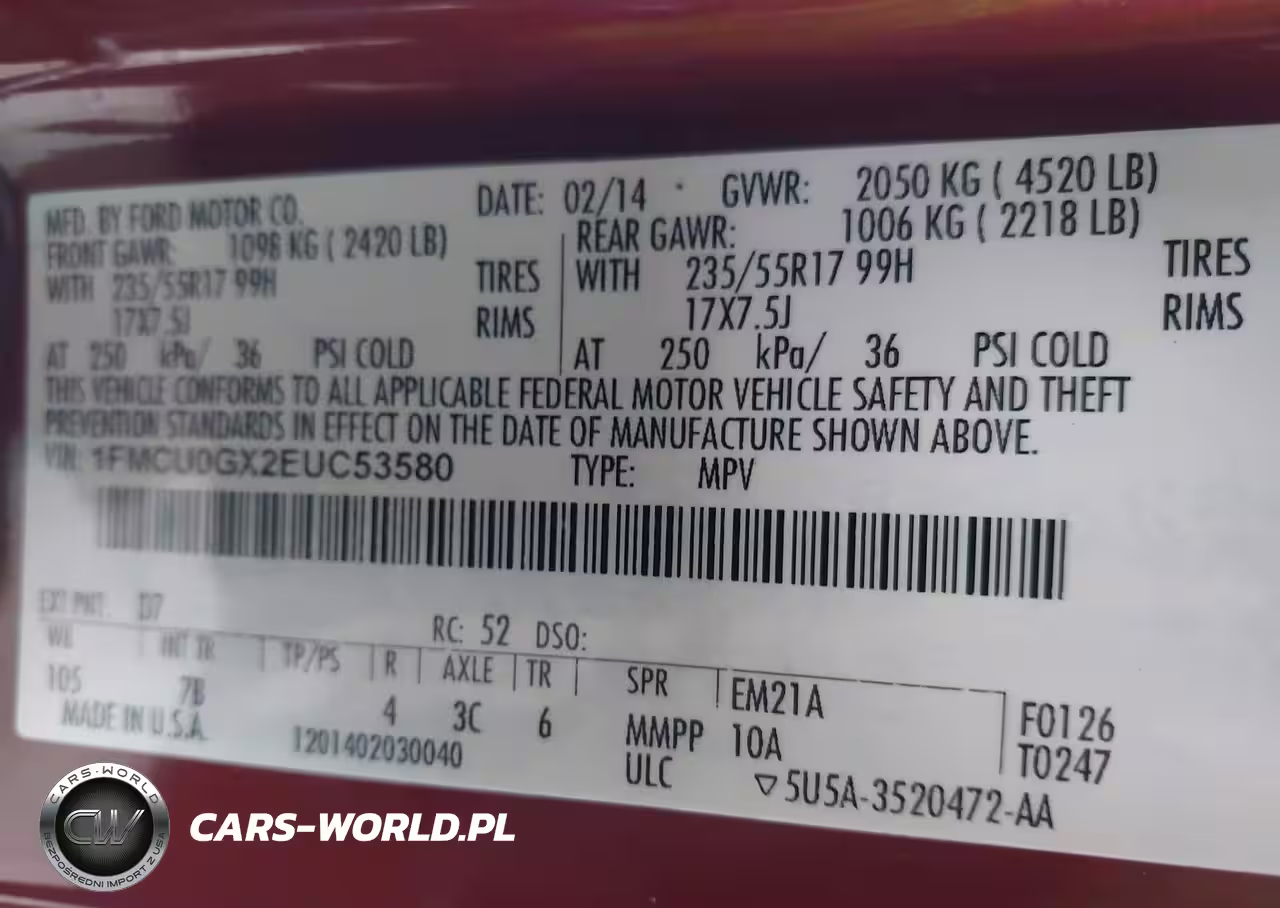 MFD. BY FORD MOTOR CO. DATE: 02/14 GVWR: 2050 KG ( 4520 LB)
FRONT GAWR: 1098 KG ( 2420 LB) REAR GAWR: 1006 KG ( 2218 LB)
WITH 235/55R17 99H TIRES WITH 235/55R17 99H TIRES
17X7.5J RIMS 17X7.5J RIMS
AT 250 kPa/ 36 PSI COLD AT 250 kPa/ 36 PSI COLD
THIS VEHICLE CONFORMS TO ALL APPLICABLE FEDERAL MOTOR VEHICLE SAFETY AND THEFT
PREVENTION STANDARDS IN EFFECT ON THE DATE OF MANUFACTURE SHOWN ABOVE.
VIN: 1FMCU0GX2EUC53580 TYPE: MPV
EXT PNT: D7 RC: 52 DSO:
WB INT TR TP/PS R AXLE TR SPR EM21A F0126
105 7B 4 3C 6 MMPP 10A T0247
MADE IN U.S.A. 1201402030040 ULC ▽5U5A-3520472-AA
CARS-WORLD
CW
BEZPOŚREDNI IMPORT Z USA
CARS-WORLD.PL